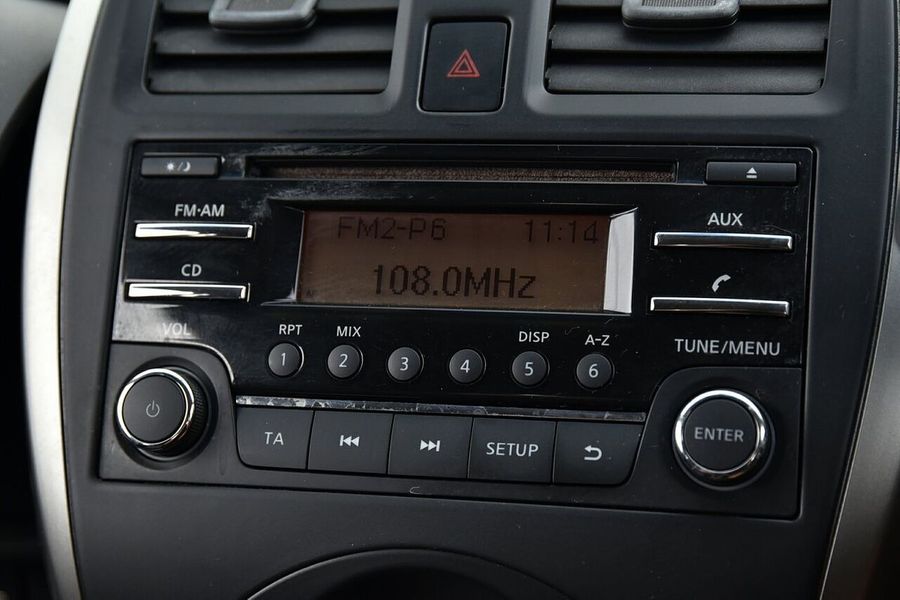 FM•AM
FM2-P6 11:14
AUX
CD
108.0MHz
VOL
RPT MIX DISP A-Z
TUNE/MENU
1 2 3 4 5 6
TA SETUP
ENTER